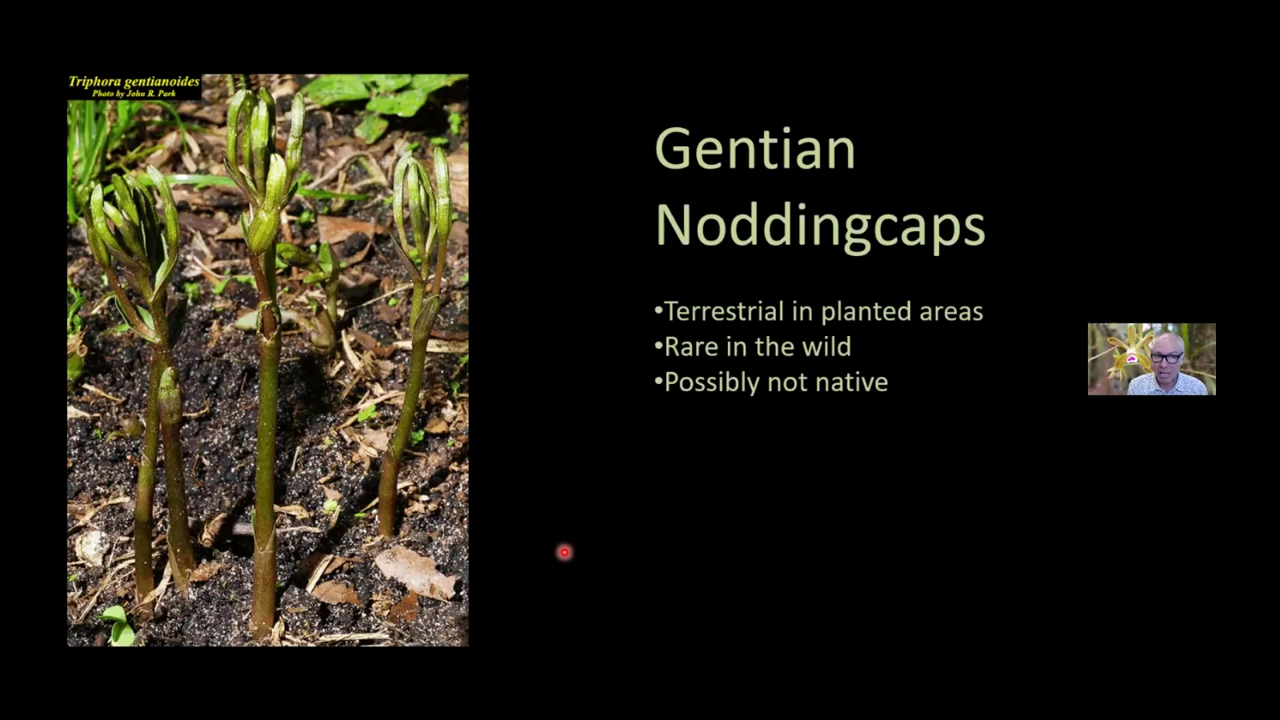 Triphora gentianoides
Photo by John R. Park
Gentian
Noddingcaps
•Terrestrial in planted areas
•Rare in the wild
•Possibly not native